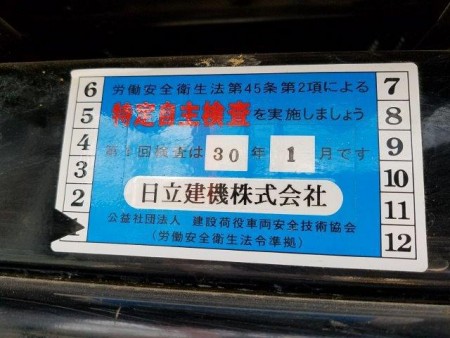 労働安全衛生法第45条第2項による
特定自主検査を実施しましょう
第1回検査は 30 年 1 月です
日立建機株式会社
公益社団法人 建設荷役車両安全技術協会
(労働安全衛生法令準拠)
6
5
4
3
2
1
7
8
9
10
11
12